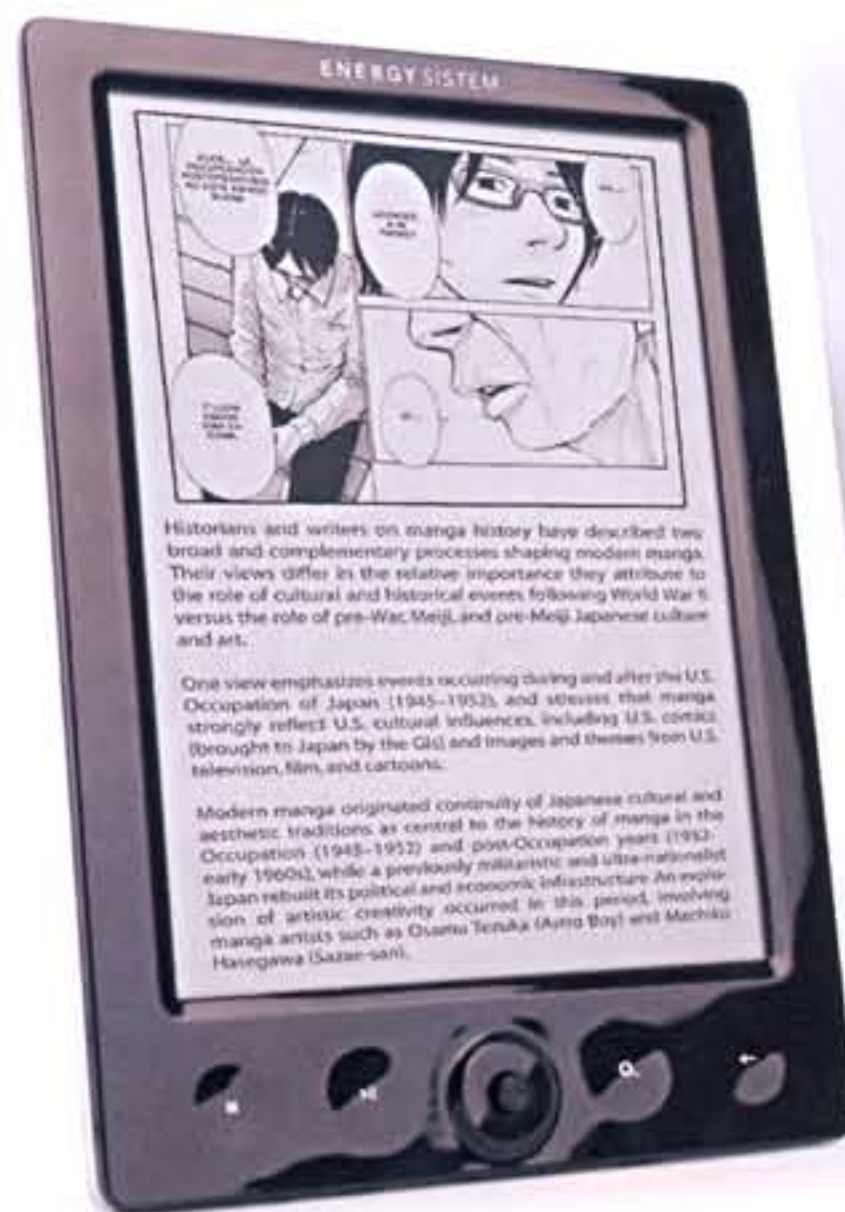 ENERGY SISTEM
Historians and writers on manga history have described two
broad and complementary processes shaping modern manga.
Their views differ in the relative importance they attribute to
the role of cultural and historical events following World War II
versus the role of pre-War, Meiji, and pre-Meiji Japanese culture
and art.
One view emphasizes events occurring during and after the U.S.
Occupation of Japan (1945–1952), and stresses that manga
strongly reflect U.S. cultural influences, including U.S. comics
(brought to Japan by the GIs) and images and themes from U.S.
television, film, and cartoons.
Modern manga originated continuity of Japanese cultural and
aesthetic traditions as central to the history of manga in the
Occupation (1945–1952) and post-Occupation years (1952-
early 1960s), while a previously militaristic and ultra-nationalist
Japan rebuilt its political and economic infrastructure. An explo-
sion of artistic creativity occurred in this period, involving
manga artists such as Osamu Tezuka (Astro Boy) and Machiko
Hasegawa (Sazae-san).